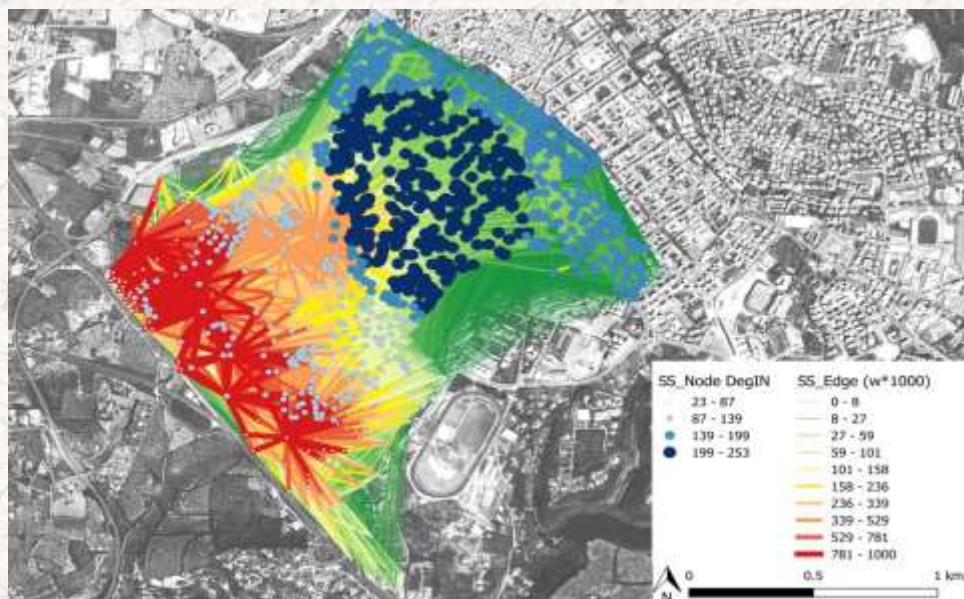 SS_Node DegIN
23 - 87
87 - 139
139 - 199
199 - 253
SS_Edge (w*1000)
0 - 8
8 - 27
27 - 59
59 - 101
101 - 158
158 - 236
236 - 339
339 - 529
529 - 781
781 - 1000
N
0 0.5 1 km